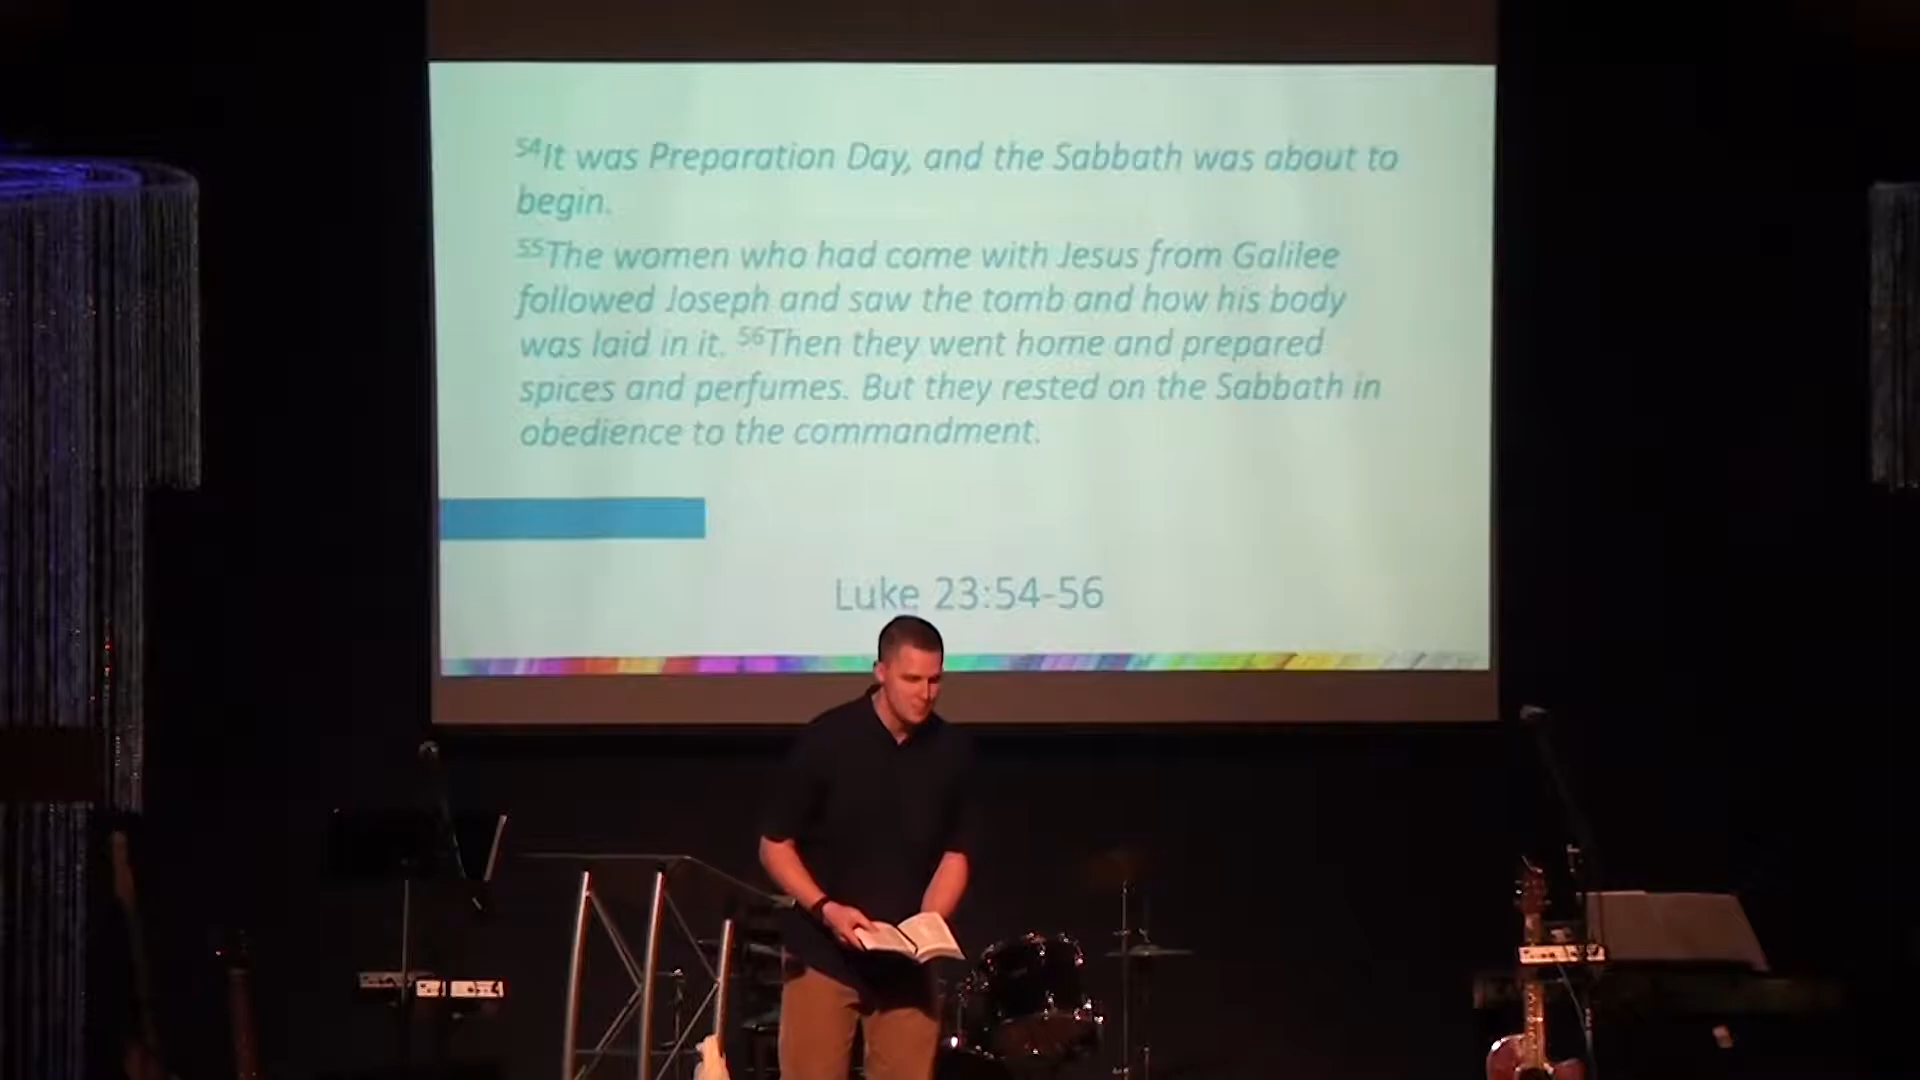 54It was Preparation Day, and the Sabbath was about to
begin.
55The women who had come with Jesus from Galilee
followed Joseph and saw the tomb and how his body
was laid in it. 56Then they went home and prepared
spices and perfumes. But they rested on the Sabbath in
obedience to the commandment.
Luke 23:54-56